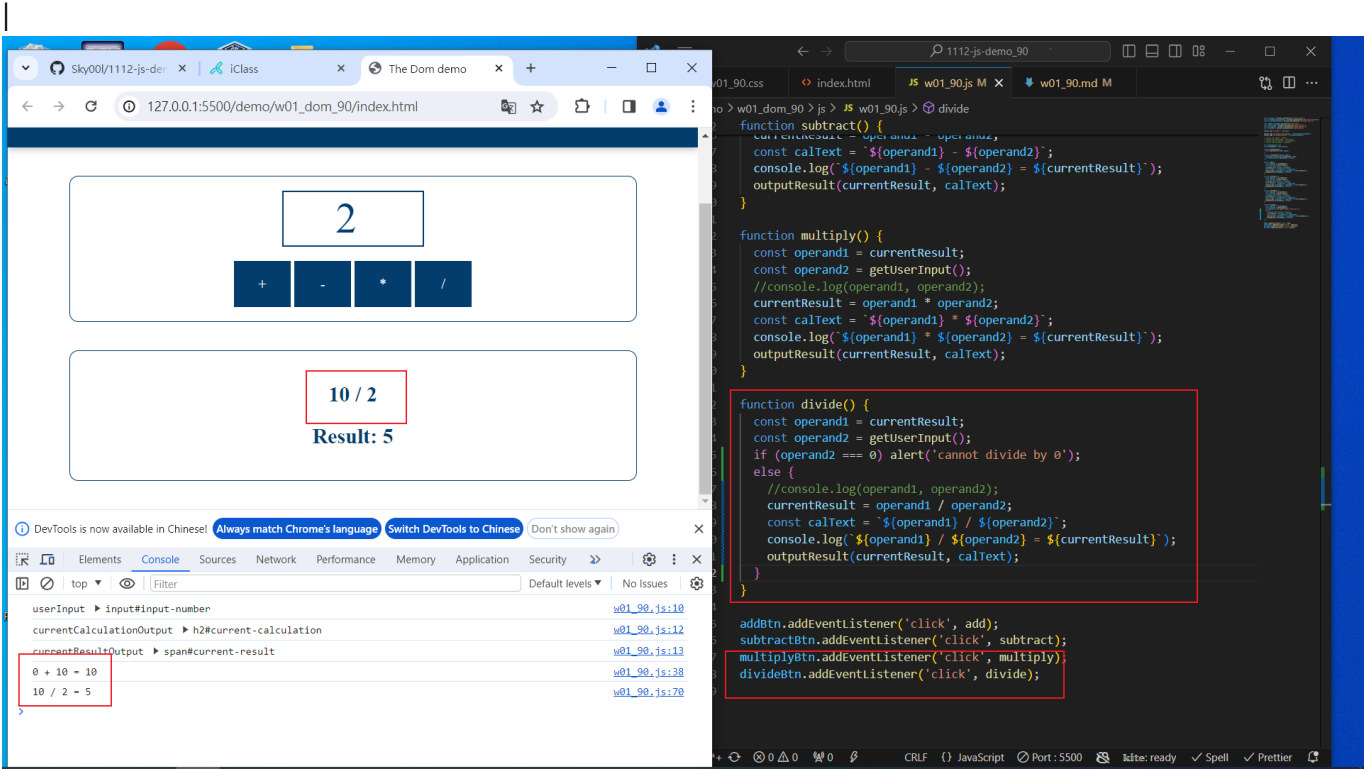 Sky00l/1112-js-de
iClass
The Dom demo
127.0.0.1:5500/demo/w01_dom_90/index.html
2
+ - * /
10 / 2
Result: 5
DevTools is now available in Chinese! Always match Chrome's language Switch DevTools to Chinese Don't show again
Elements Console Sources Network Performance Memory Application Security
top Filter Default levels No Issues
userInput ▶ input#input-number w01_90.js:10
currentCalculationOutput ▶ h2#current-calculation w01_90.js:12
currentResultOutput ▶ span#current-result w01_90.js:13
0 + 10 = 10 w01_90.js:38
10 / 2 = 5 w01_90.js:70
>
1112-js-demo_90
w01_90.css index.html JS w01_90.js M w01_90.md M
w01_dom_90 > js > JS w01_90.js > divide
function subtract() {
currentResult = operand1 - operand2;
const calText = `${operand1} - ${operand2}`;
console.log(`${operand1} - ${operand2} = ${currentResult}`);
outputResult(currentResult, calText);
}
function multiply() {
const operand1 = currentResult;
const operand2 = getUserInput();
//console.log(operand1, operand2);
currentResult = operand1 * operand2;
const calText = `${operand1} * ${operand2}`;
console.log(`${operand1} * ${operand2} = ${currentResult}`);
outputResult(currentResult, calText);
}
function divide() {
const operand1 = currentResult;
const operand2 = getUserInput();
if (operand2 === 0) alert('cannot divide by 0');
else {
//console.log(operand1, operand2);
currentResult = operand1 / operand2;
const calText = `${operand1} / ${operand2}`;
console.log(`${operand1} / ${operand2} = ${currentResult}`);
outputResult(currentResult, calText);
}
}
addBtn.addEventListener('click', add);
subtractBtn.addEventListener('click', subtract);
multiplyBtn.addEventListener('click', multiply);
divideBtn.addEventListener('click', divide);
0 0 0 CRLF {} JavaScript Port : 5500 kite: ready Spell Prettier